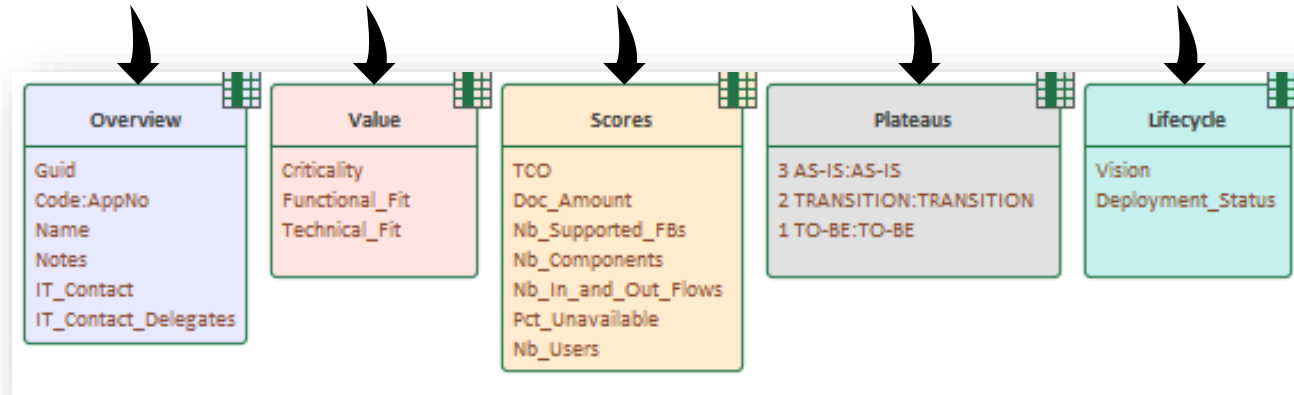 Overview
Guid
Code:AppNo
Name
Notes
IT_Contact
IT_Contact_Delegates
Value
Criticality
Functional_Fit
Technical_Fit
Scores
TCO
Doc_Amount
Nb_Supported_FBs
Nb_Components
Nb_In_and_Out_Flows
Pct_Unavailable
Nb_Users
Plateaus
3 AS-IS:AS-IS
2 TRANSITION:TRANSITION
1 TO-BE:TO-BE
Lifecycle
Vision
Deployment_Status